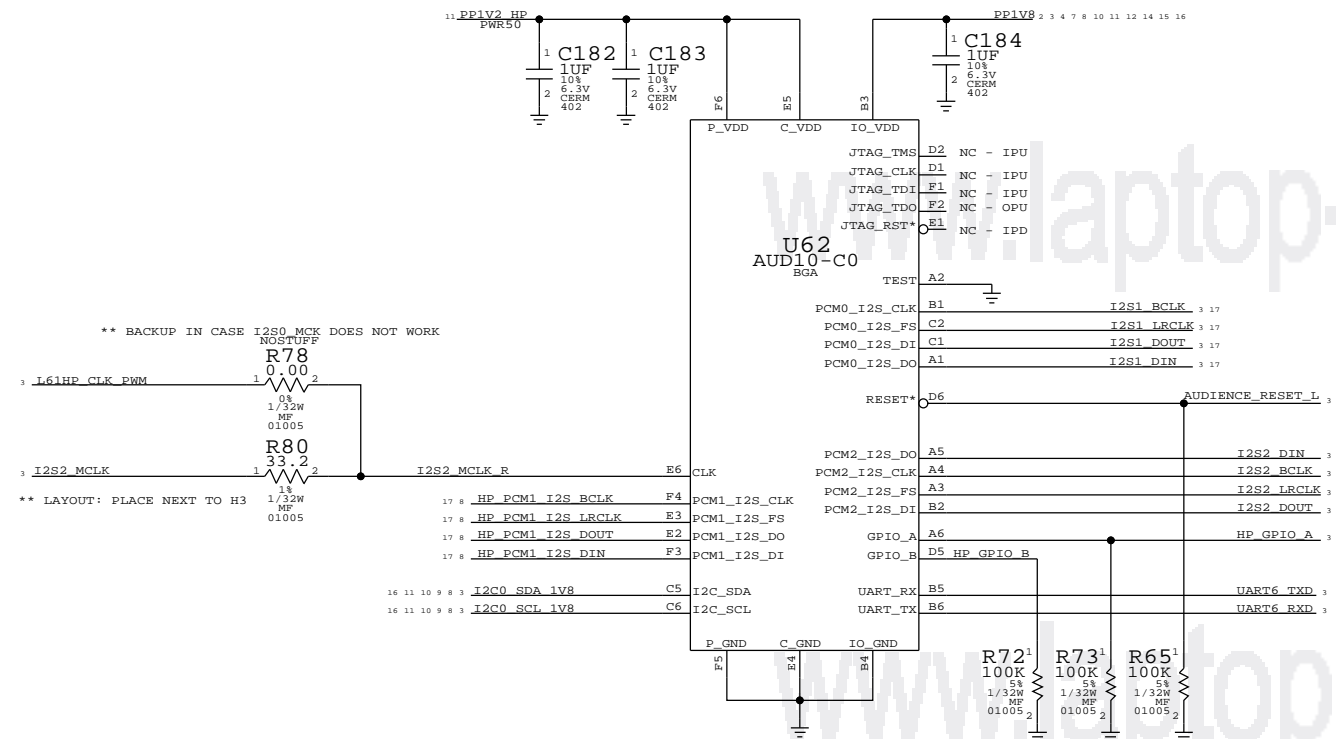 11 PP1V2_HP
PWR50
PP1V8 2 3 4 7 8 10 11 12 14 15 16
1 C182
1UF
10%
6.3V
2 CERM
402
1 C183
1UF
10%
6.3V
2 CERM
402
1 C184
1UF
10%
6.3V
2 CERM
402
F6
E5
B3
P_VDD C_VDD IO_VDD
JTAG_TMS D2 NC - IPU
JTAG_CLK D1 NC - IPU
JTAG_TDI F1 NC - IPU
JTAG_TDO F2 NC - OPU
JTAG_RST* E1 NC - IPD
www.laptop-
U62
AUD10-C0
BGA
TEST A2
PCM0_I2S_CLK B1 I2S1_BCLK 3 17
PCM0_I2S_FS C2 I2S1_LRCLK 3 17
PCM0_I2S_DI C1 I2S1_DOUT 3 17
PCM0_I2S_DO A1 I2S1_DIN 3 17
** BACKUP IN CASE I2S0_MCK DOES NOT WORK
NOSTUFF
R78
0.00
3 L61HP_CLK_PWM 1 2
0%
1/32W
MF
01005
RESET* D6 AUDIENCE_RESET_L 3
R80
33.2
3 I2S2_MCLK 1 2 I2S2_MCLK_R E6 CLK
1%
1/32W
MF
01005
** LAYOUT: PLACE NEXT TO H3
PCM2_I2S_DO A5 I2S2_DIN 3
PCM2_I2S_CLK A4 I2S2_BCLK 3
PCM2_I2S_FS A3 I2S2_LRCLK 3
PCM2_I2S_DI B2 I2S2_DOUT 3
17 8 HP_PCM1_I2S_BCLK F4 PCM1_I2S_CLK
17 8 HP_PCM1_I2S_LRCLK E3 PCM1_I2S_FS
17 8 HP_PCM1_I2S_DOUT E2 PCM1_I2S_DO
17 8 HP_PCM1_I2S_DIN F3 PCM1_I2S_DI
GPIO_A A6 HP_GPIO_A 3
GPIO_B D5 HP_GPIO_B
16 11 10 9 8 3 I2C0_SDA_1V8 C5 I2C_SDA
16 11 10 9 8 3 I2C0_SCL_1V8 C6 I2C_SCL
UART_RX B5 UART6_TXD 3
UART_TX B6 UART6_RXD 3
P_GND C_GND IO_GND
F5
E4
B4
R72 1
100K
5%
1/32W
MF
01005 2
R73 1
100K
5%
1/32W
MF
01005 2
R65 1
100K
5%
1/32W
MF
01005 2
www.laptop